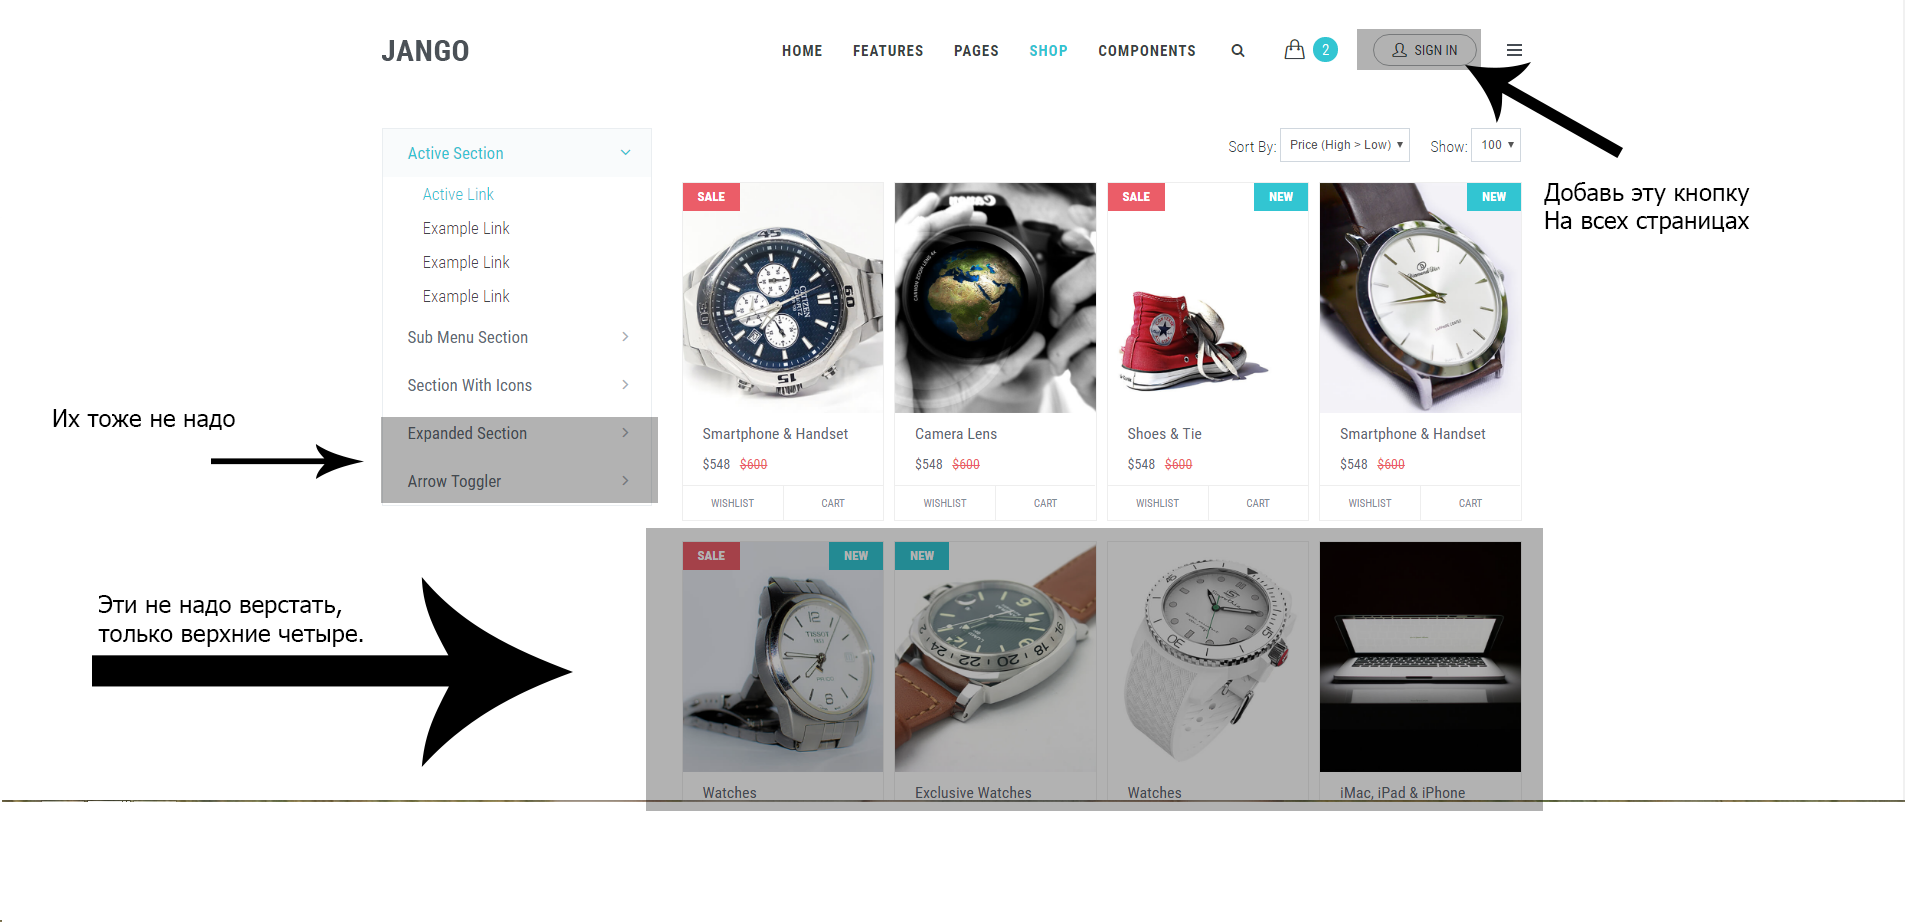 JANGO
HOME FEATURES PAGES SHOP COMPONENTS 2 SIGN IN
Sort By: Price (High > Low) Show: 100
Добавь эту кнопку
На всех страницах
Active Section
Active Link
Example Link
Example Link
Example Link
Sub Menu Section
Section With Icons
Expanded Section
Arrow Toggler
Их тоже не надо
SALE
Smartphone & Handset
$548 $600
WISHLIST CART
Camera Lens
$548 $600
WISHLIST CART
SALE NEW
Shoes & Tie
$548 $600
WISHLIST CART
NEW
Smartphone & Handset
$548 $600
WISHLIST CART
Эти не надо верстать,
только верхние четыре.
SALE NEW
TISSOT
Watches
NEW
Exclusive Watches
Watches
iMac, iPad & iPhone